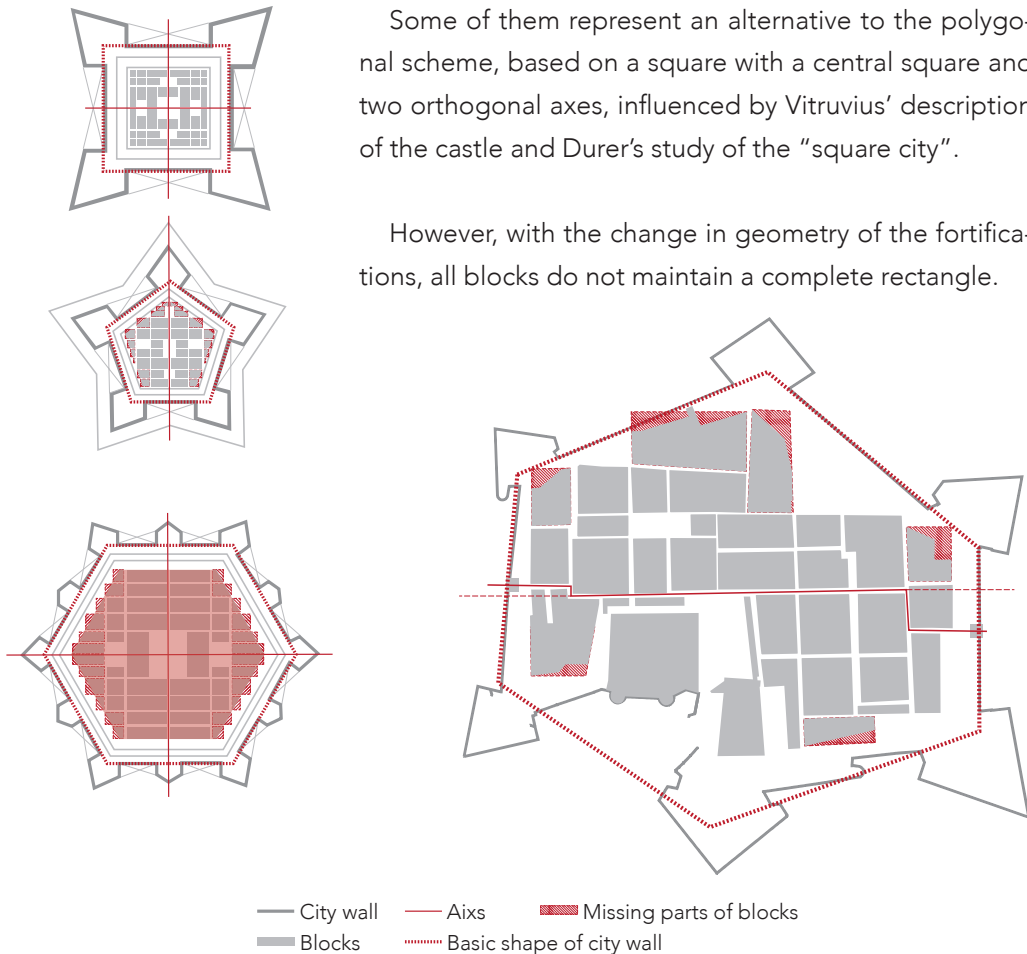 Some of them represent an alternative to the polygo-
nal scheme, based on a square with a central square and
two orthogonal axes, influenced by Vitruvius’ description
of the castle and Durer’s study of the “square city”.
However, with the change in geometry of the fortifica-
tions, all blocks do not maintain a complete rectangle.
City wall
Aixs
Missing parts of blocks
Blocks
Basic shape of city wall